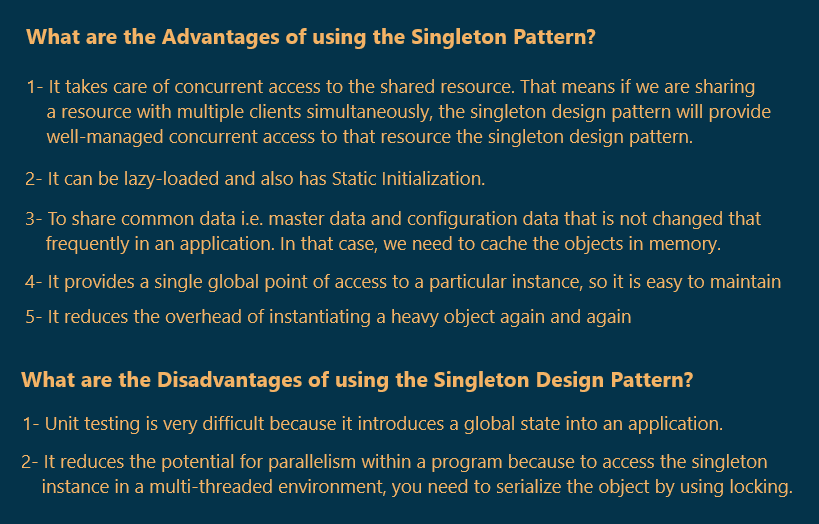 What are the Advantages of using the Singleton Pattern?
1- It takes care of concurrent access to the shared resource. That means if we are sharing
a resource with multiple clients simultaneously, the singleton design pattern will provide
well-managed concurrent access to that resource the singleton design pattern.
2- It can be lazy-loaded and also has Static Initialization.
3- To share common data i.e. master data and configuration data that is not changed that
frequently in an application. In that case, we need to cache the objects in memory.
4- It provides a single global point of access to a particular instance, so it is easy to maintain
5- It reduces the overhead of instantiating a heavy object again and again
What are the Disadvantages of using the Singleton Design Pattern?
1- Unit testing is very difficult because it introduces a global state into an application.
2- It reduces the potential for parallelism within a program because to access the singleton
instance in a multi-threaded environment, you need to serialize the object by using locking.